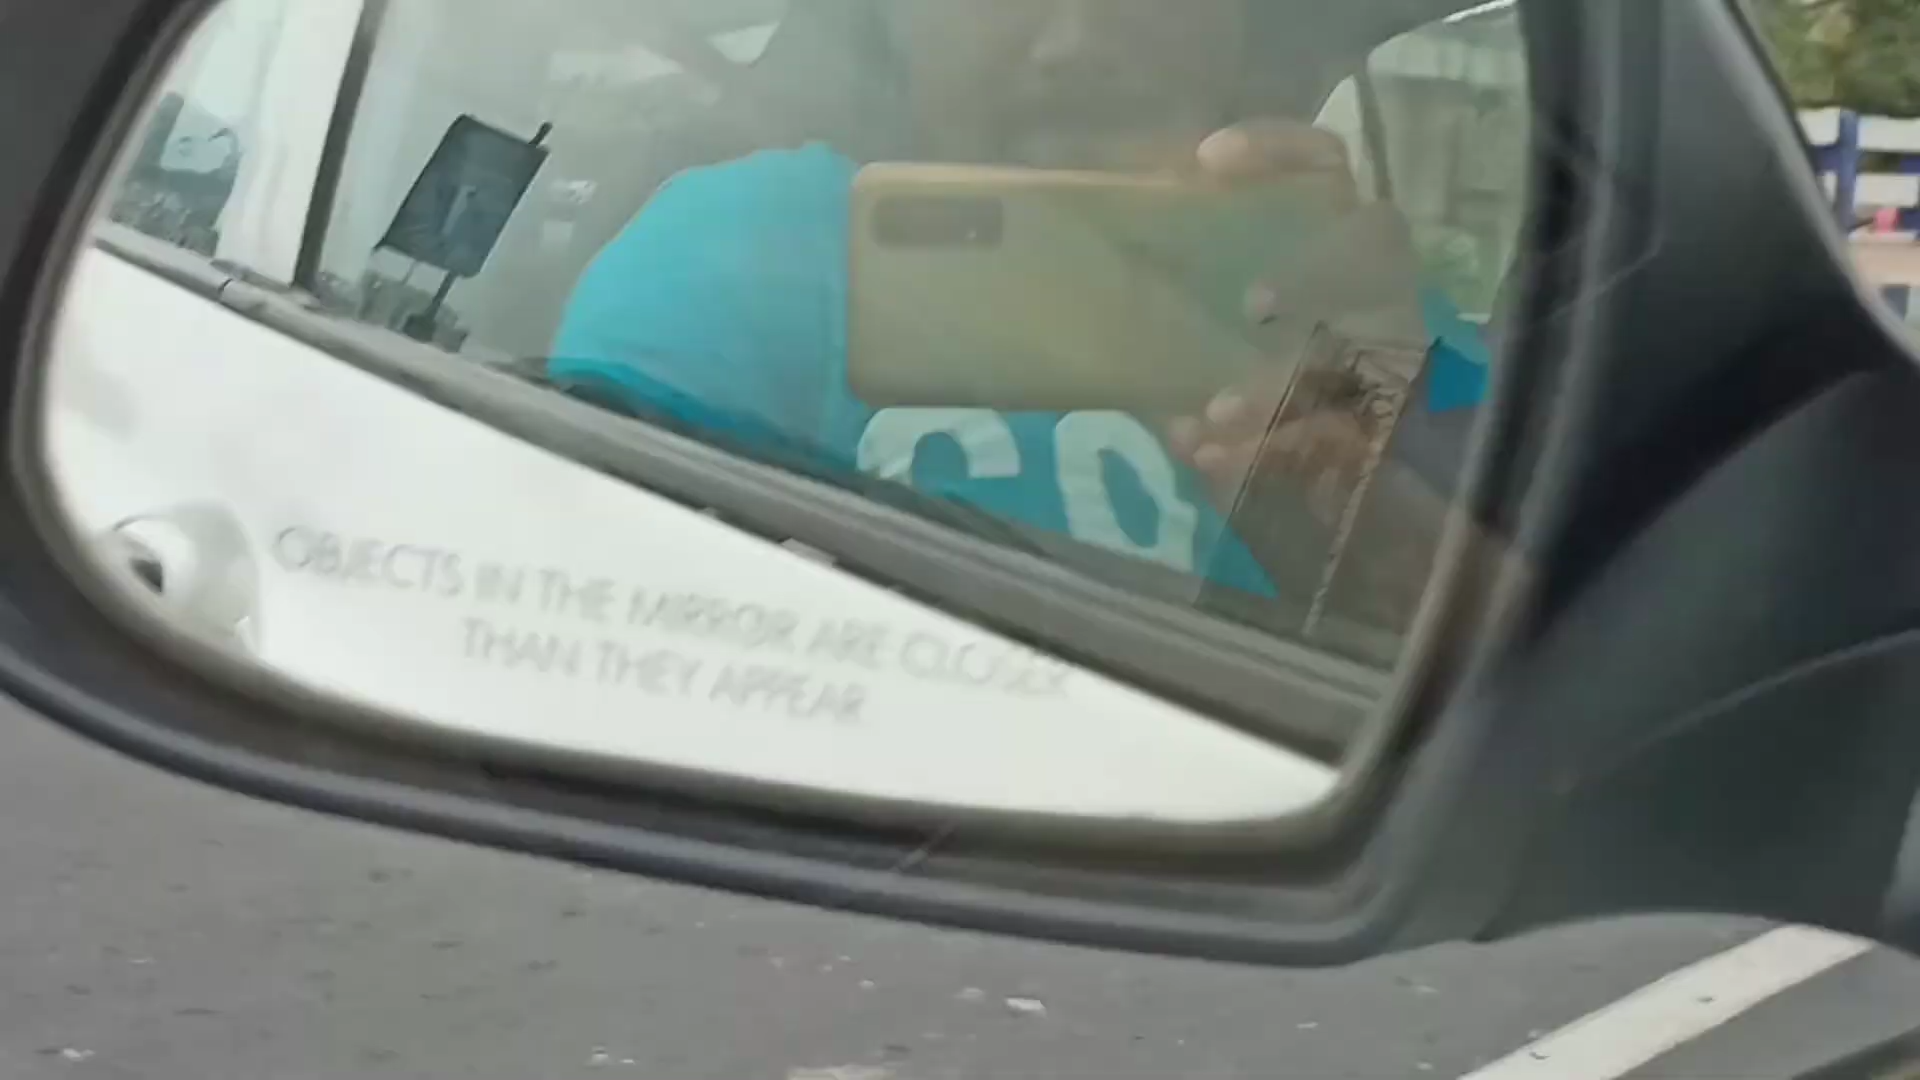 OBJECTS IN THE MIRROR ARE CLOSER
THAN THEY APPEAR